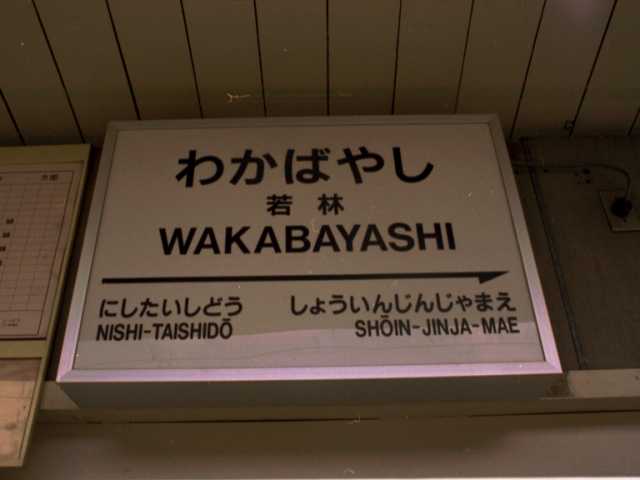 わかばやし
若林
WAKABAYASHI
にしたいしどう しょういんじんじゃまえ
NISHI-TAISHIDŌ SHŌIN-JINJA-MAE